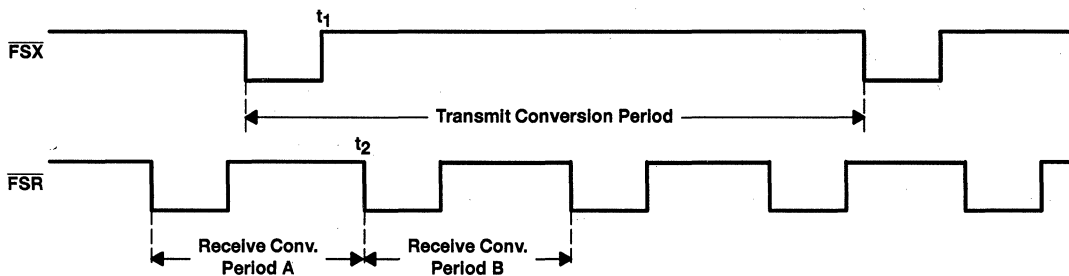 t1
FSX
Transmit Conversion Period
t2
FSR
Receive Conv.
Period A
Receive Conv.
Period B